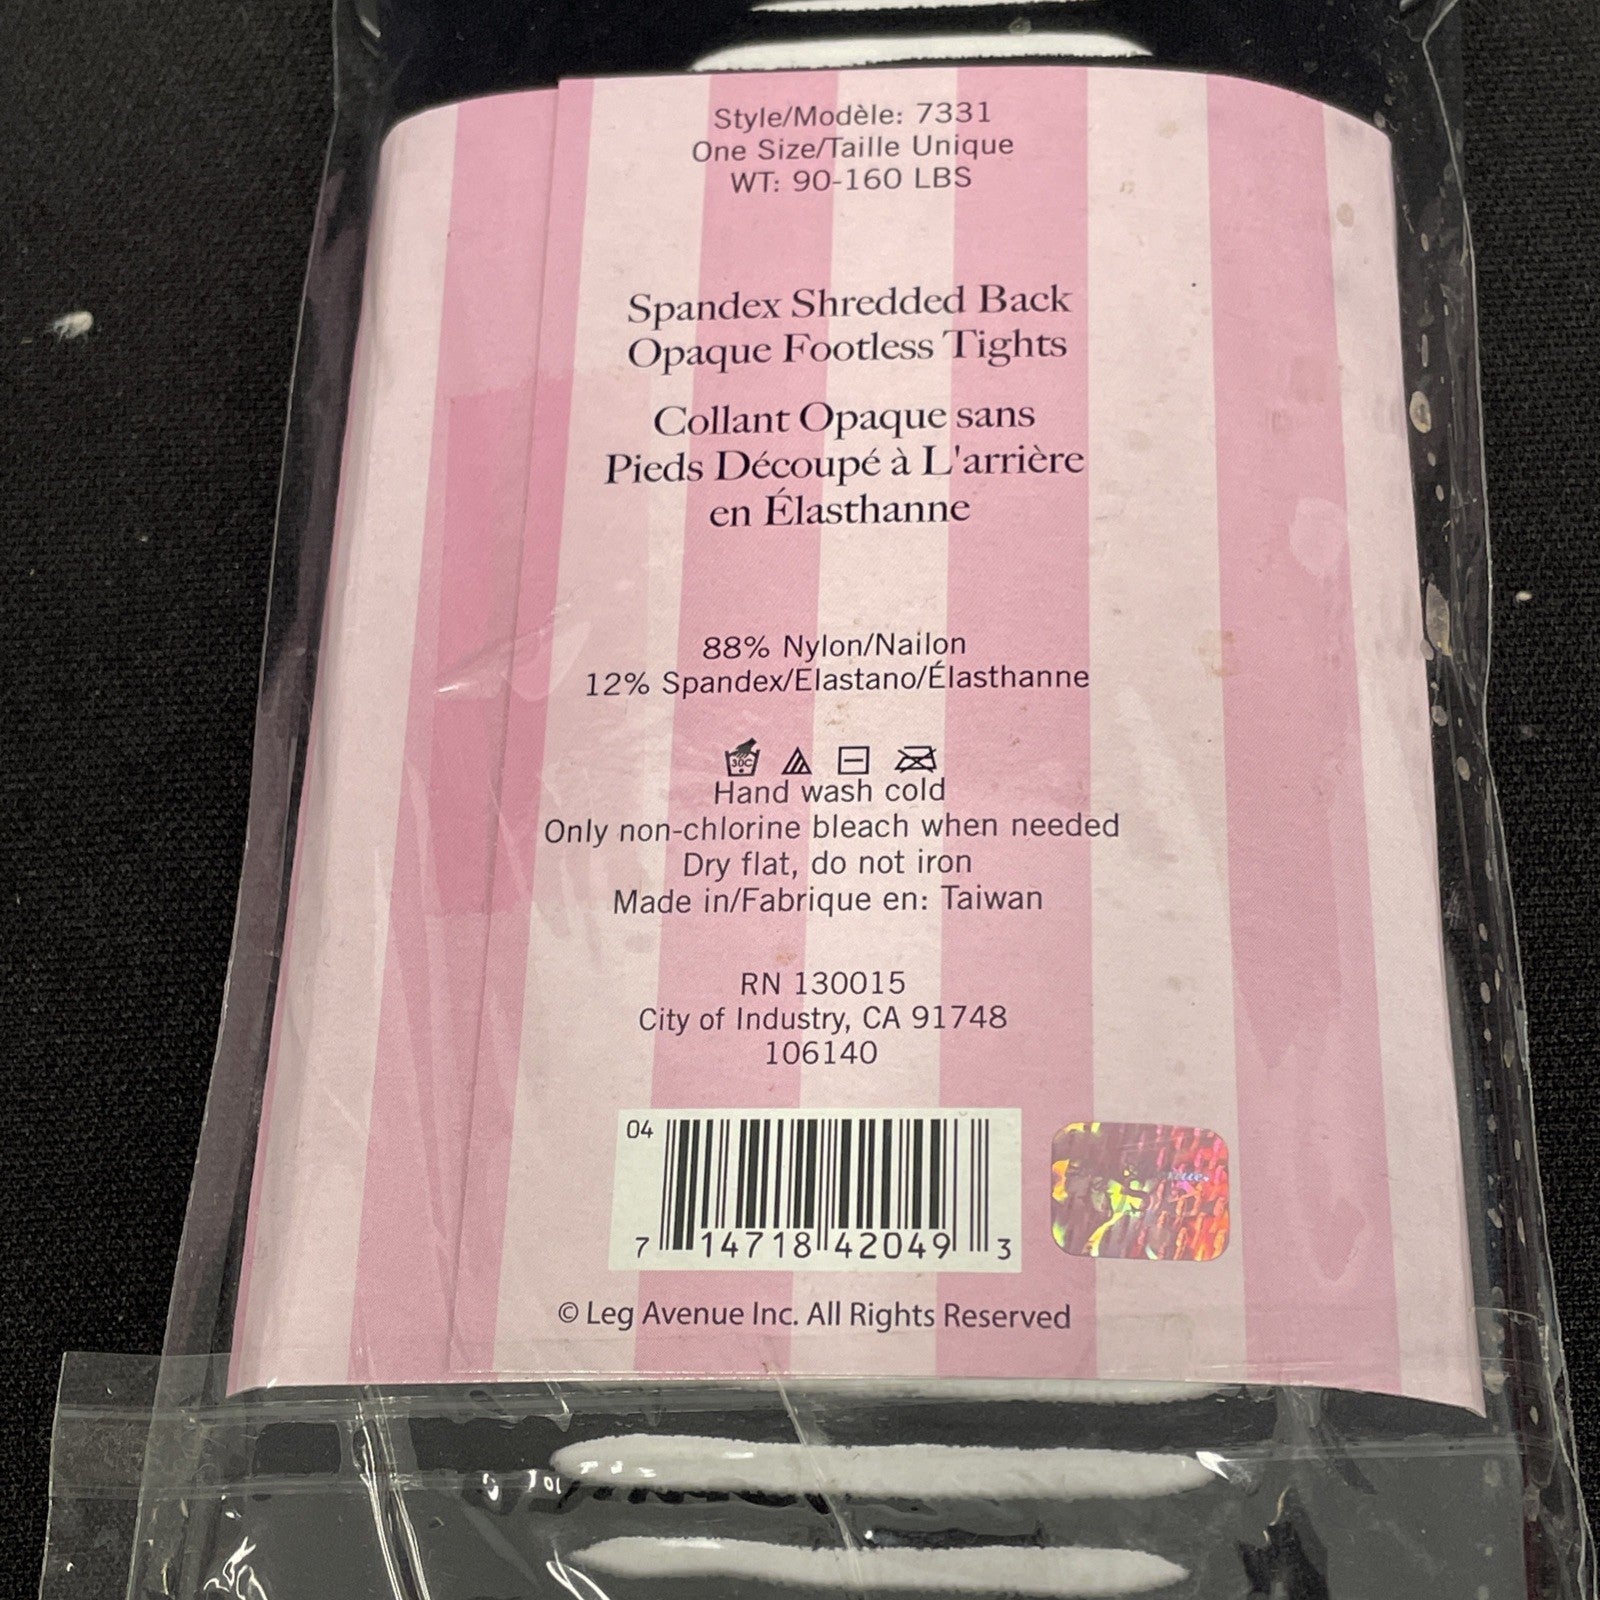 Style/Modèle: 7331
One Size/Taille Unique
WT: 90-160 LBS
Spandex Shredded Back
Opaque Footless Tights
Collant Opaque sans
Pieds Découpé à L'arrière
en Élasthanne
88% Nylon/Nailon
12% Spandex/Elastano/Élasthanne
30C
Hand wash cold
Only non-chlorine bleach when needed
Dry flat, do not iron
Made in/Fabrique en: Taiwan
RN 130015
City of Industry, CA 91748
106140
04
7 14718 42049 3
© Leg Avenue Inc. All Rights Reserved